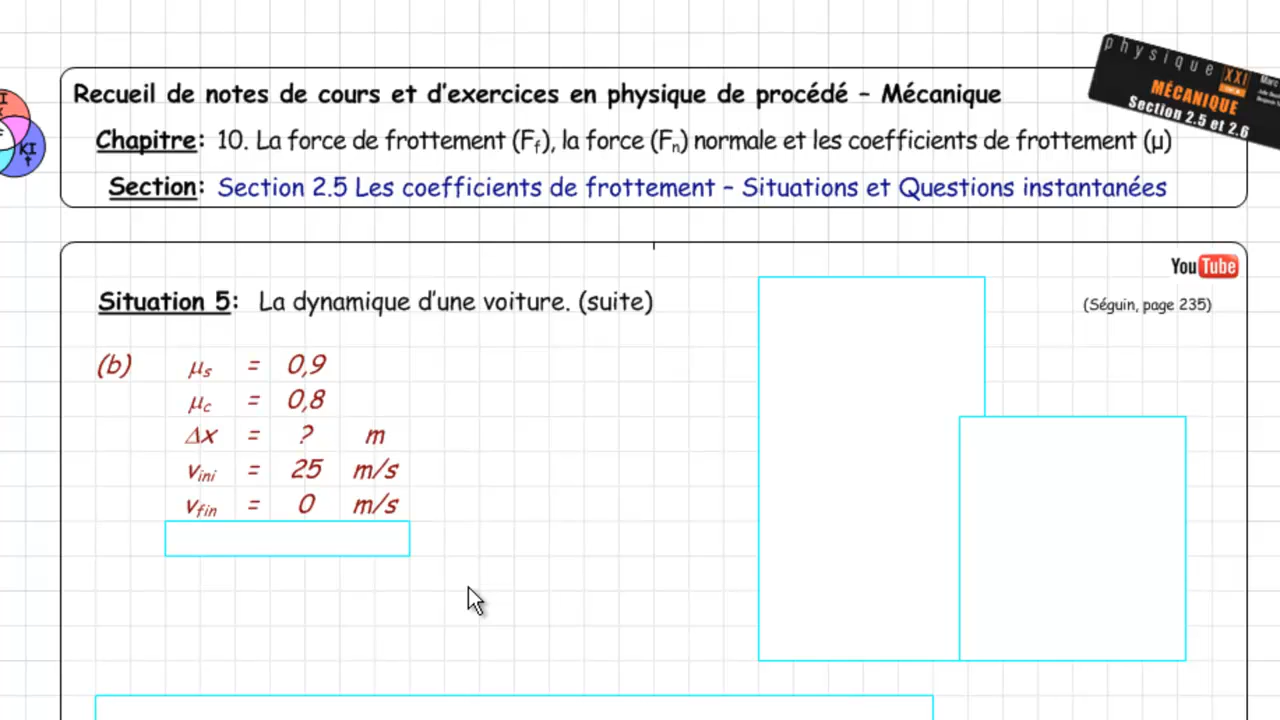 physique XXI
MÉCANIQUE
Section 2.5 et 2.6
Marc
Recueil de notes de cours et d'exercices en physique de procédé – Mécanique
Chapitre: 10. La force de frottement (Ff), la force (Fn) normale et les coefficients de frottement (μ)
Section: Section 2.5 Les coefficients de frottement – Situations et Questions instantanées
KI
YouTube
Situation 5: La dynamique d'une voiture. (suite)
(Séguin, page 235)
(b) μs = 0,9
μc = 0,8
Δx = ? m
vini = 25 m/s
vfin = 0 m/s